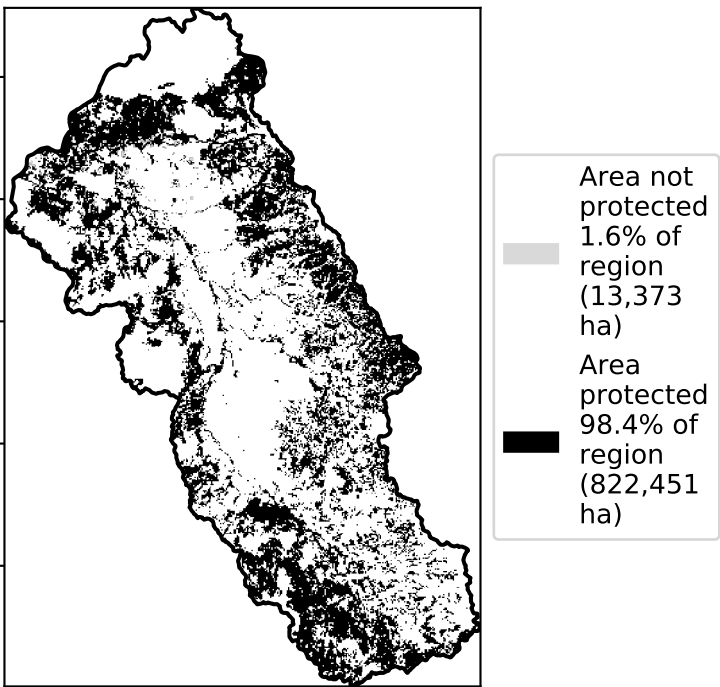 Area not
protected
1.6% of
region
(13,373
ha)
Area
protected
98.4% of
region
(822,451
ha)